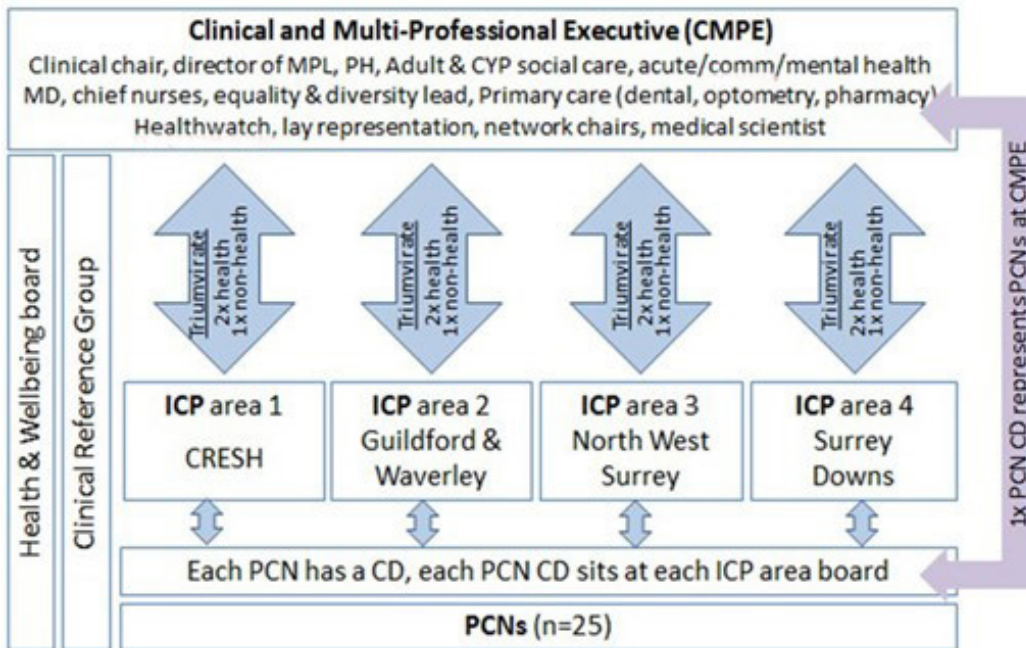 Clinical and Multi-Professional Executive (CMPE)
Clinical chair, director of MPL, PH, Adult & CYP social care, acute/comm/mental health
MD, chief nurses, equality & diversity lead, Primary care (dental, optometry, pharmacy)
Healthwatch, lay representation, network chairs, medical scientist
Health & Wellbeing board
Clinical Reference Group
Triumvirate
2x health
1x non-health
Triumvirate
2x health
1x non-health
Triumvirate
2x health
1x non-health
Triumvirate
2x health
1x non-health
1x PCN CD representsPCNs at CMPE
ICP area 1
CRESH
ICP area 2
Guildford &
Waverley
ICP area 3
North West
Surrey
ICP area 4
Surrey
Downs
Each PCN has a CD, each PCN CD sits at each ICP area board
PCNs (n=25)